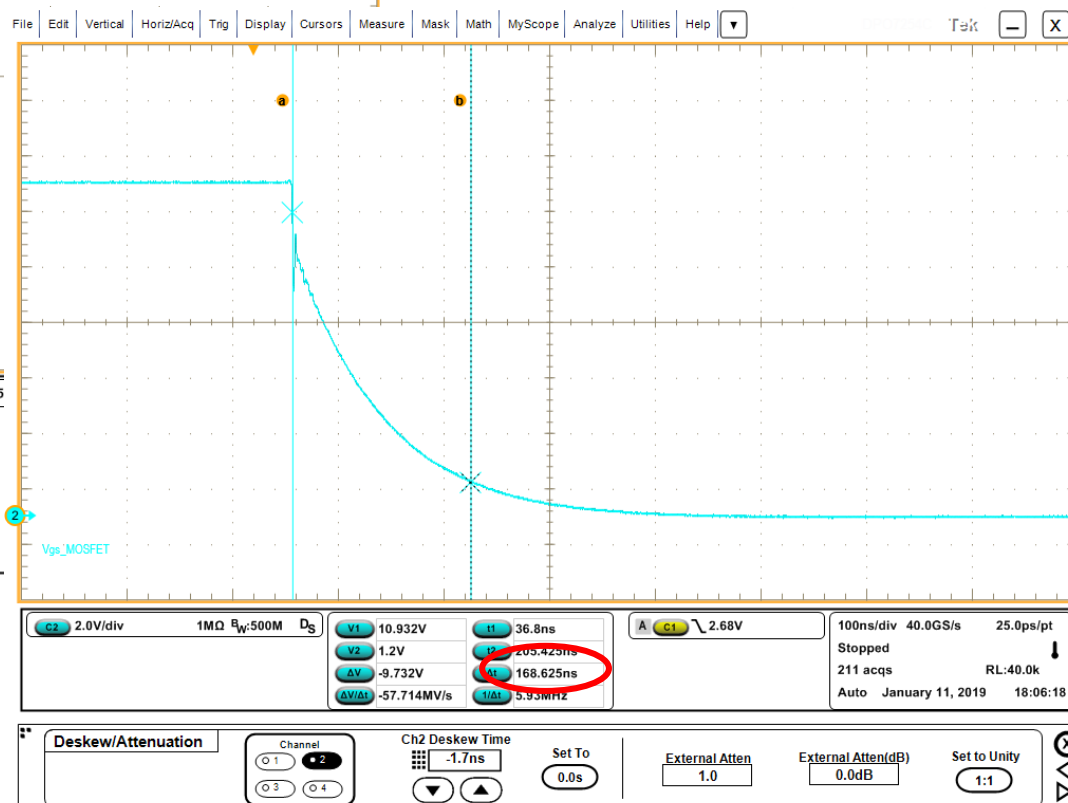 File Edit Vertical Horiz/Acq Trig Display Cursors Measure Mask Math MyScope Analyze Utilities Help ▼ Tek X
a b
2
Vgs_MOSFET
C2 2.0V/div 1MΩ BW:500M DS
V1 10.932V t1 36.8ns
V2 1.2V t2 205.425ns
ΔV -9.732V Δt 168.625ns
ΔV/Δt -57.714MV/s 1/Δt 5.93MHz
A C1 2.68V
100ns/div 40.0GS/s 25.0ps/pt
Stopped
211 acqs RL:40.0k
Auto January 11, 2019 18:06:18
Deskew/Attenuation
Channel
1 2
3 4
Ch2 Deskew Time
-1.7ns
Set To
0.0s
External Atten
1.0
External Atten(dB)
0.0dB
Set to Unity
1:1
X